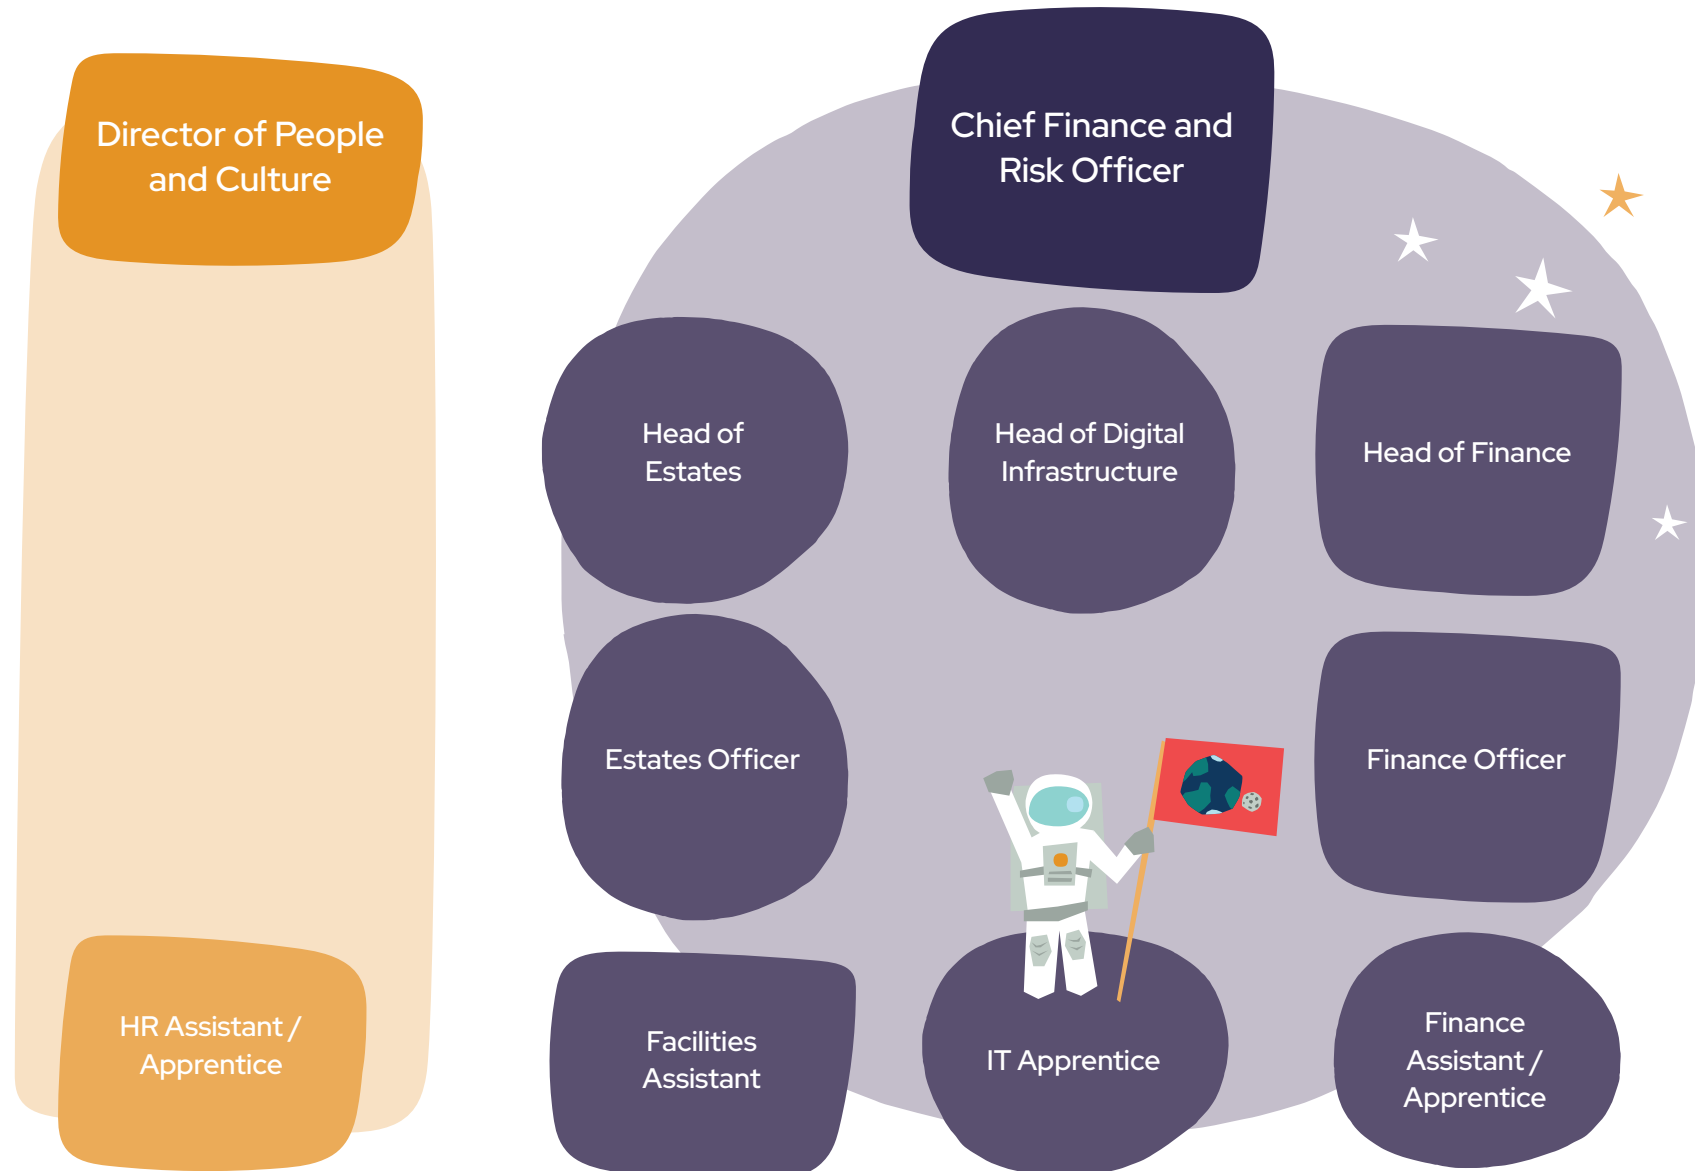 Director of People
and Culture
Chief Finance and
Risk Officer
Head of
Estates
Head of Digital
Infrastructure
Head of Finance
Estates Officer
Finance Officer
HR Assistant /
Apprentice
Facilities
Assistant
IT Apprentice
Finance
Assistant /
Apprentice